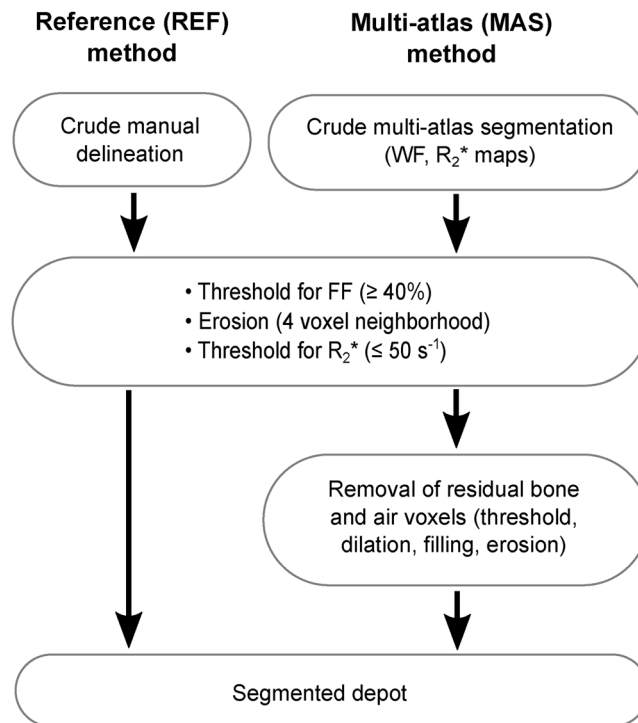 Reference (REF)
method
Multi-atlas (MAS)
method
Crude manual
delineation
Crude multi-atlas segmentation
(WF, R₂* maps)
• Threshold for FF (≥ 40%)
• Erosion (4 voxel neighborhood)
• Threshold for R₂* (≤ 50 s⁻¹)
Removal of residual bone
and air voxels (threshold,
dilation, filling, erosion)
Segmented depot